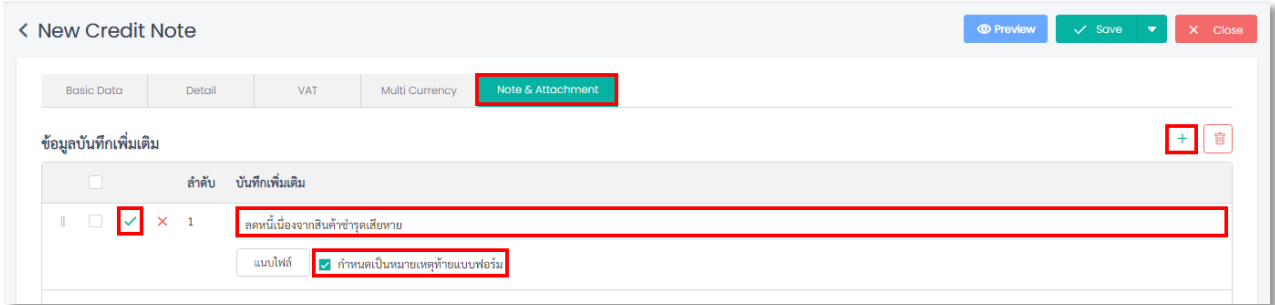 New Credit Note
Preview
Save
Close
Basic Data
Detail
VAT
Multi Currency
Note & Attachment
ข้อมูลบันทึกเพิ่มเติม
ลำดับ บันทึกเพิ่มเติม
1 ลดหนี้เนื่องจากสินค้าชำรุดเสียหาย
แนบไฟล์ กำหนดเป็นหมายเหตุท้ายแบบฟอร์ม